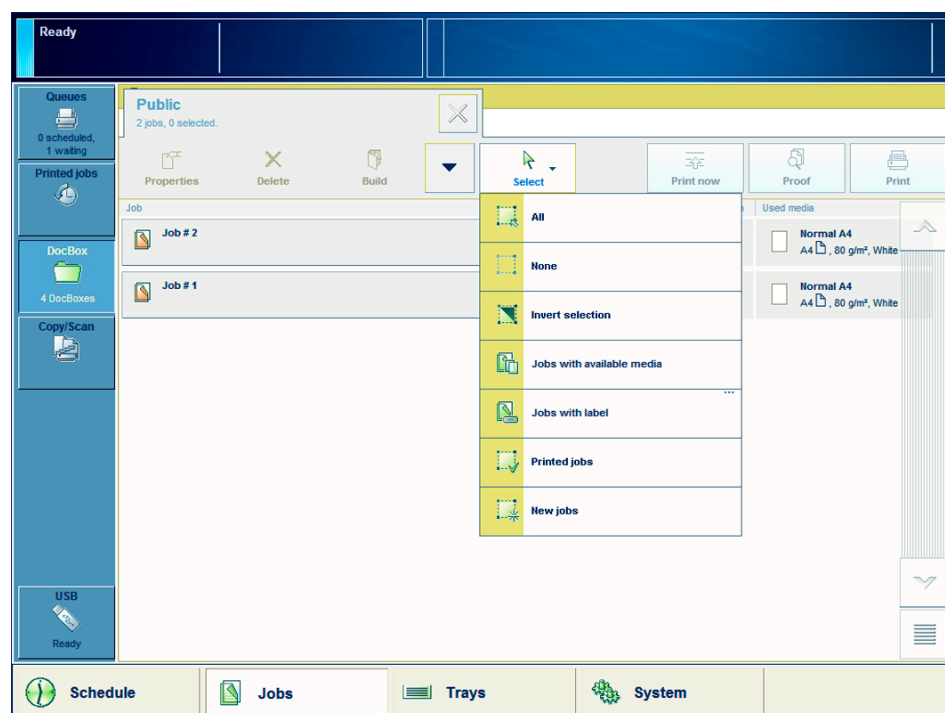 Ready
Queues
0 scheduled,
1 waiting
Printed jobs
DocBox
4 DocBoxes
Copy/Scan
USB
Ready
Public
2 jobs, 0 selected.
Properties
Delete
Build
Select
Print now
Proof
Print
Job
Used media
Job # 2
Normal A4
A4 , 80 g/m², White
Job # 1
Normal A4
A4 , 80 g/m², White
All
None
Invert selection
Jobs with available media
...
Jobs with label
Printed jobs
New jobs
Schedule
Jobs
Trays
System